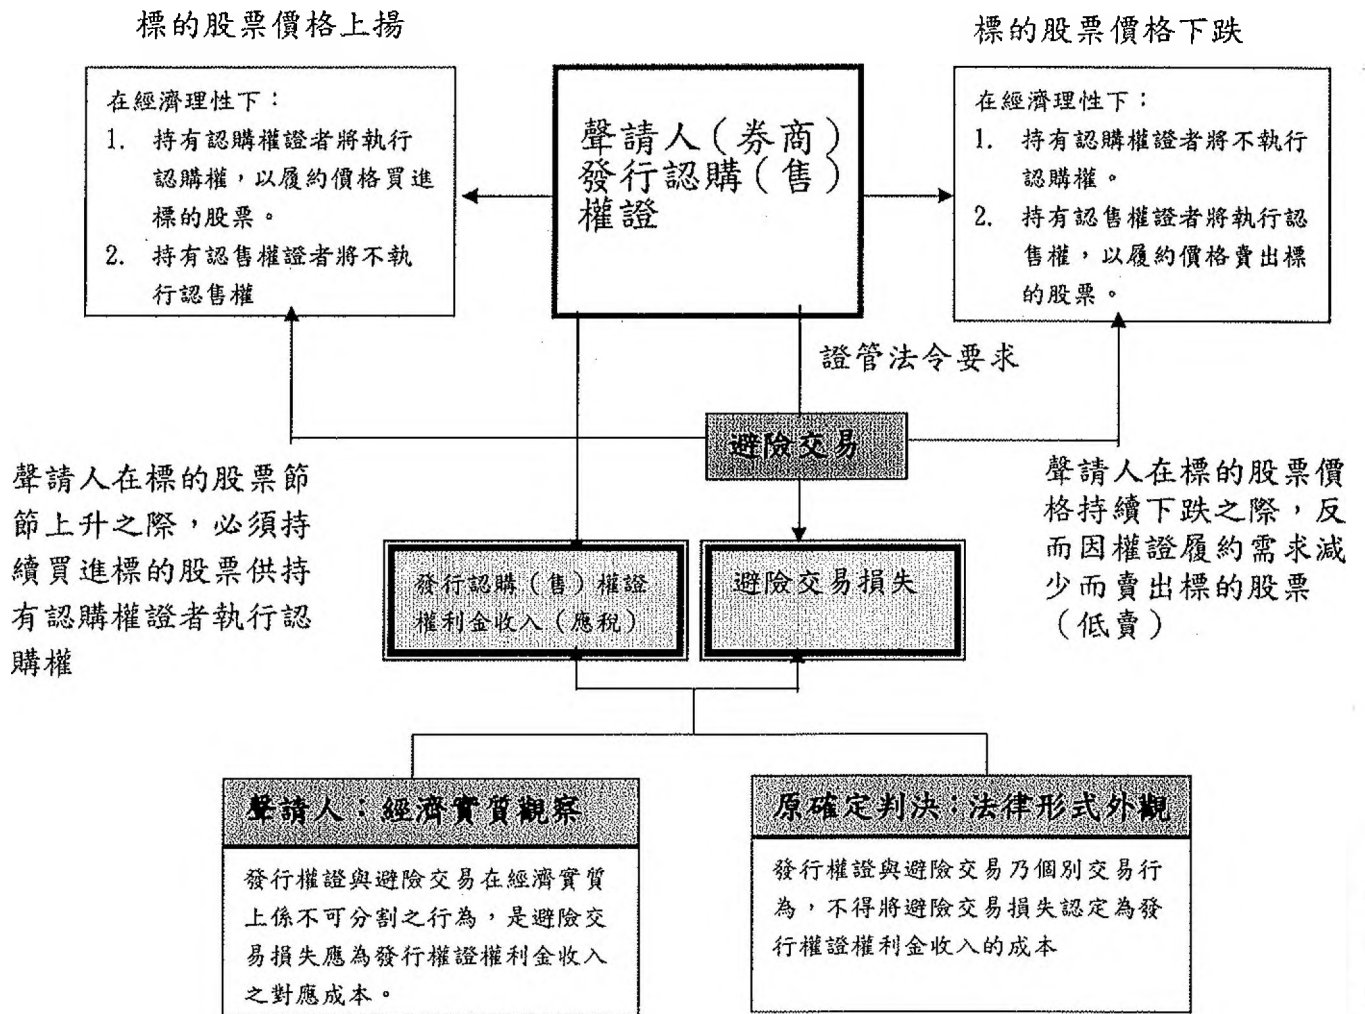 標的股票價格上揚
標的股票價格下跌
在經濟理性下：
1. 持有認購權證者將執行
認購權，以履約價格買進
標的股票。
2. 持有認售權證者將不執
行認售權
聲請人（券商）
發行認購（售）
權證
在經濟理性下：
1. 持有認購權證者將不執行
認購權。
2. 持有認售權證者將執行認
售權，以履約價格賣出標
的股票。
證管法令要求
避險交易
聲請人在標的股票節
節上升之際，必須持
續買進標的股票供持
有認購權證者執行認
購權
聲請人在標的股票價
格持續下跌之際，反
而因權證履約需求減
少而賣出標的股票
（低賣）
發行認購（售）權證
權利金收入（應稅）
避險交易損失
聲請人：經濟實質觀察
發行權證與避險交易在經濟實質
上係不可分割之行為，是避險交
易損失應為發行權證權利金收入
之對應成本。
原確定判決：法律形式外觀
發行權證與避險交易乃個別交易行
為，不得將避險交易損失認定為發
行權證權利金收入的成本